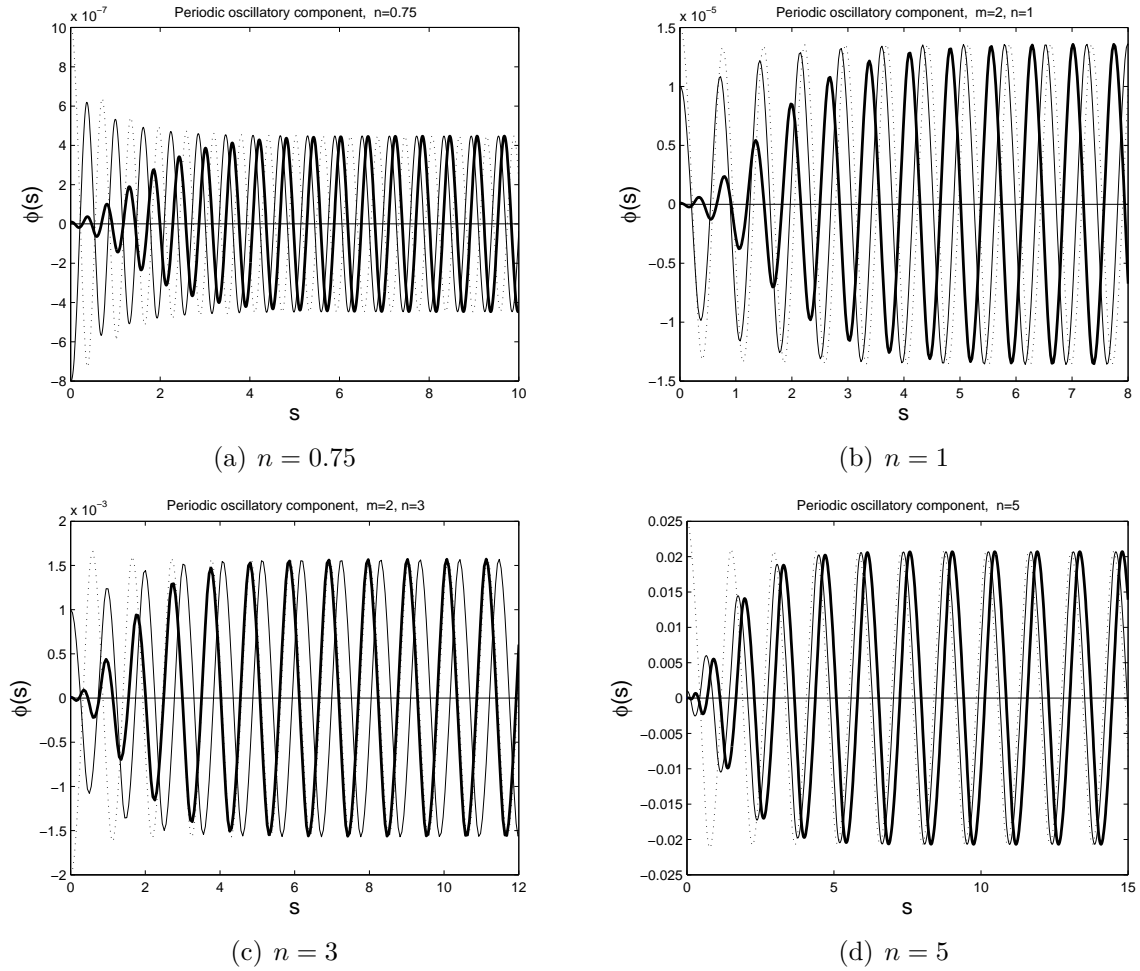 Periodic oscillatory component, n=0.75
x 10⁻⁷
10
8
6
4
2
0
−2
−4
−6
−8
0 2 4 6 8 10
ϕ(s)
s
(a) n = 0.75
Periodic oscillatory component, m=2, n=1
x 10⁻⁵
1.5
1
0.5
0
−0.5
−1
−1.5
0 1 2 3 4 5 6 7 8
ϕ(s)
s
(b) n = 1
Periodic oscillatory component, m=2, n=3
x 10⁻³
2
1.5
1
0.5
0
−0.5
−1
−1.5
−2
0 2 4 6 8 10 12
ϕ(s)
s
(c) n = 3
Periodic oscillatory component, n=5
0.025
0.02
0.015
0.01
0.005
0
−0.005
−0.01
−0.015
−0.02
−0.025
0 5 10 15
ϕ(s)
s
(d) n = 5